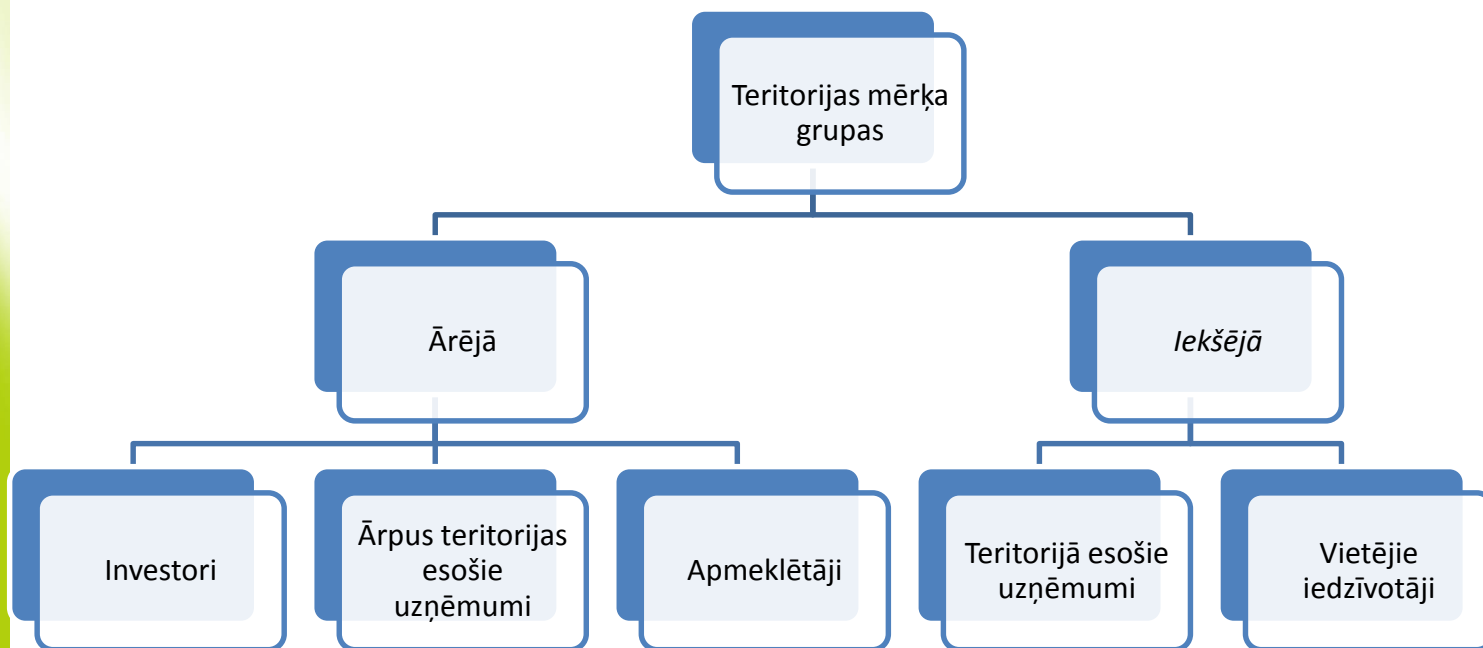 Teritorijas mērķa
grupas
Ārējā
Iekšējā
Investori
Ārpus teritorijas
esošie
uzņēmumi
Apmeklētāji
Teritorijā esošie
uzņēmumi
Vietējie
iedzīvotāji